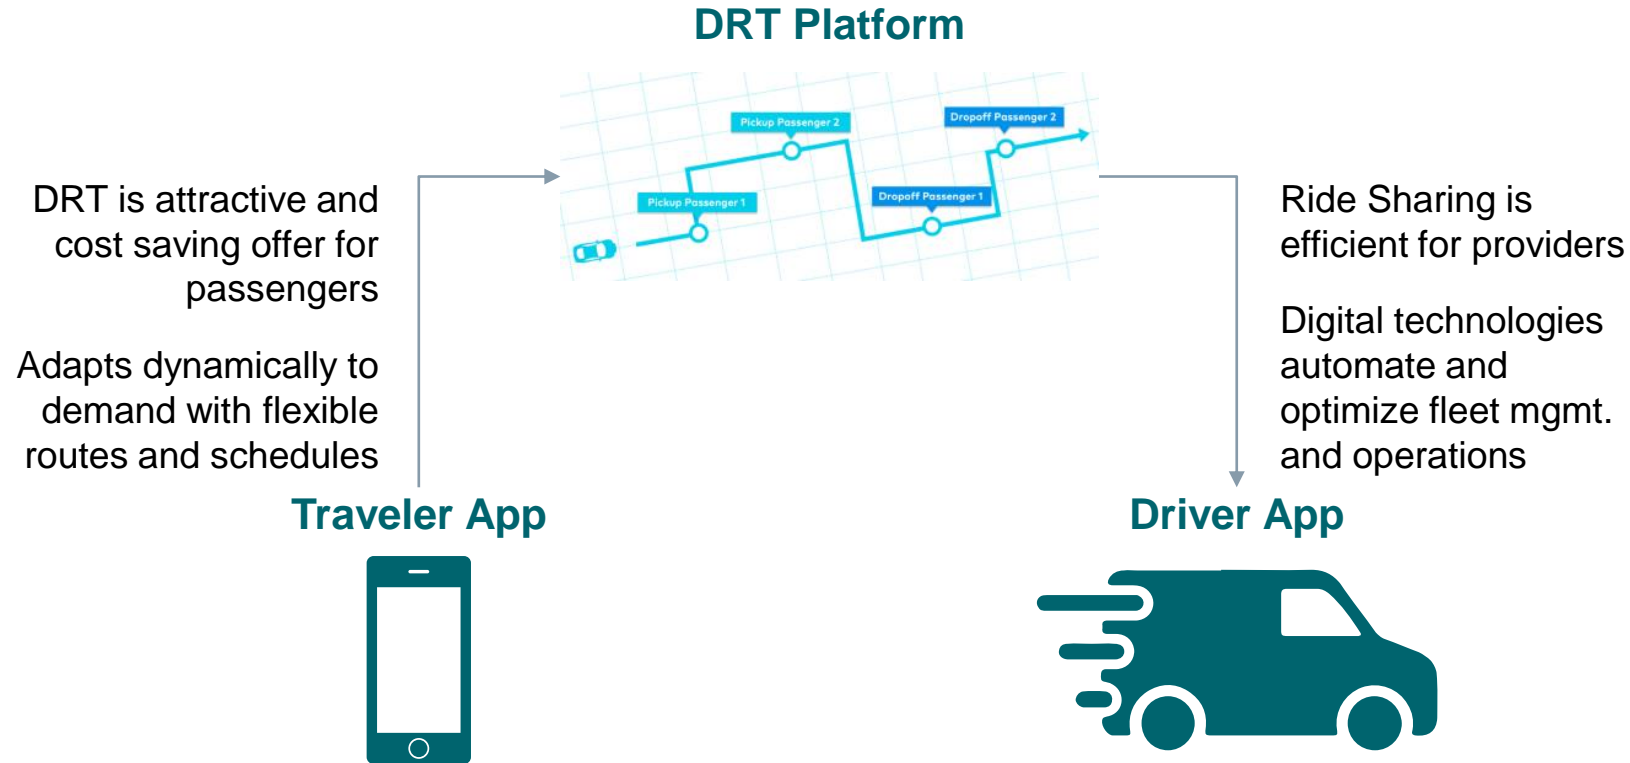 DRT Platform
Pickup Passenger 2
Dropoff Passenger 2
Pickup Passenger 1
Dropoff Passenger 1
DRT is attractive and
cost saving offer for
passengers
Adapts dynamically to
demand with flexible
routes and schedules
Ride Sharing is
efficient for providers
Digital technologies
automate and
optimize fleet mgmt.
and operations
Traveler App
Driver App